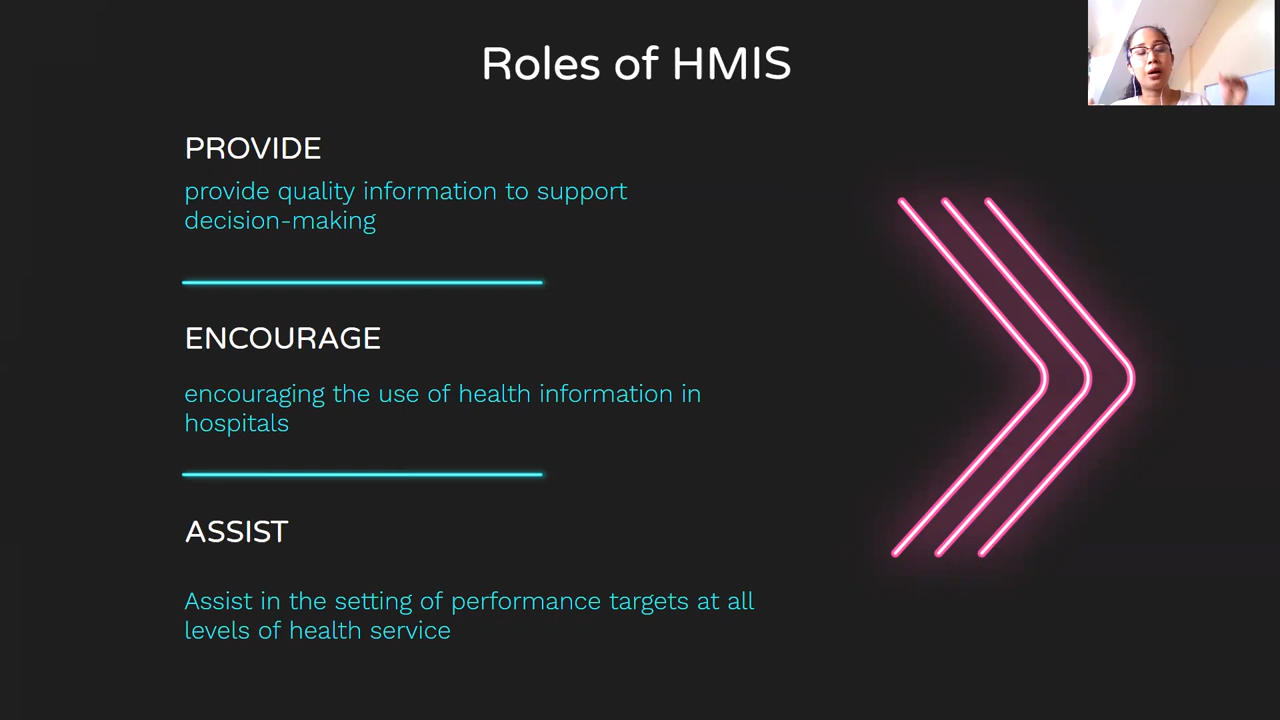 Roles of HMIS
PROVIDE
provide quality information to support
decision-making
ENCOURAGE
encouraging the use of health information in
hospitals
ASSIST
Assist in the setting of performance targets at all
levels of health service